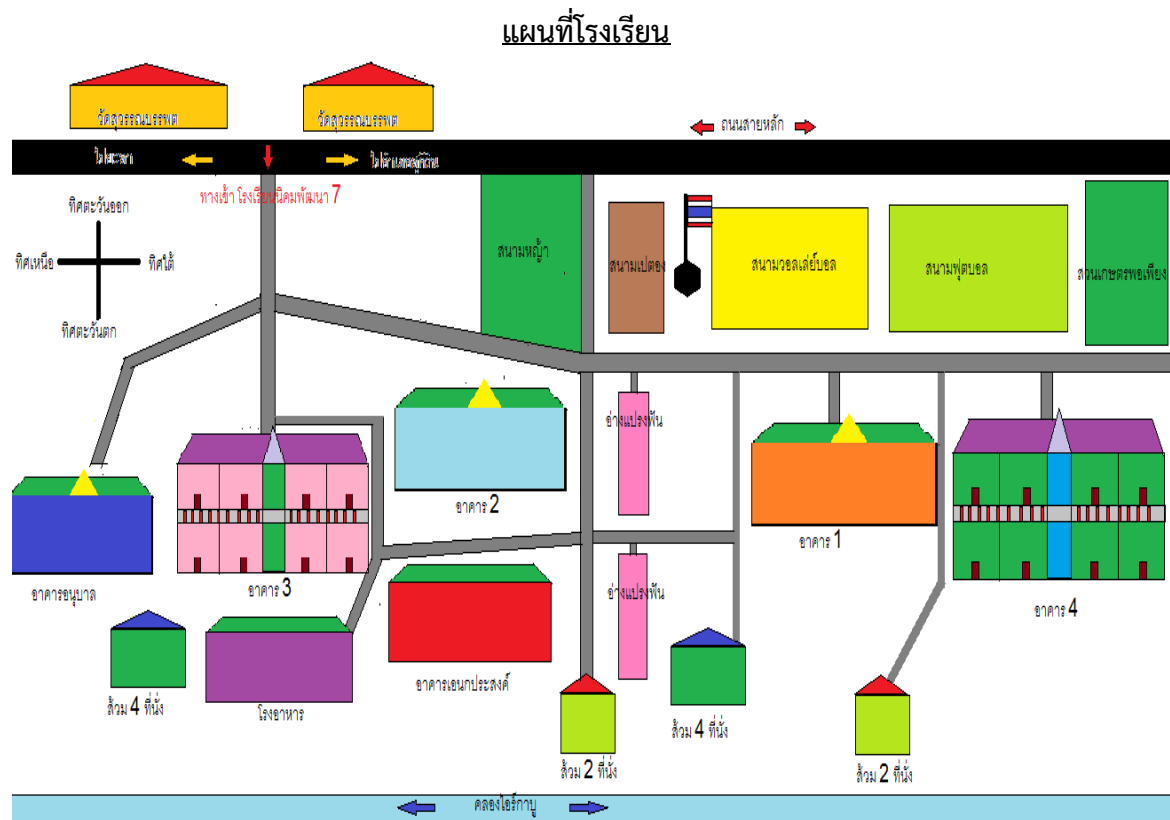 แผนที่โรงเรียน
วัดสุวรรณบรรพต
วัดสุวรรณบรรพต
ถนนสายหลัก
ทางเข้า โรงเรียนนิคมพัฒนา 7
ทิศตะวันออก
ทิศเหนือ
ทิศใต้
ทิศตะวันตก
สนามหญ้า
สนามเปตอง
สนามวอลเล่ย์บอล
สนามฟุตบอล
สวนเกษตรพอเพียง
อ่างแปรงฟัน
อาคาร 2
อาคาร 1
อาคาร 3
อาคารอนุบาล
อ่างแปรงฟัน
อาคาร 4
อาคารเอนกประสงค์
ส้วม 4 ที่นั่ง
โรงอาหาร
ส้วม 4 ที่นั่ง
ส้วม 2 ที่นั่ง
ส้วม 2 ที่นั่ง
คลองไอร์กาบู